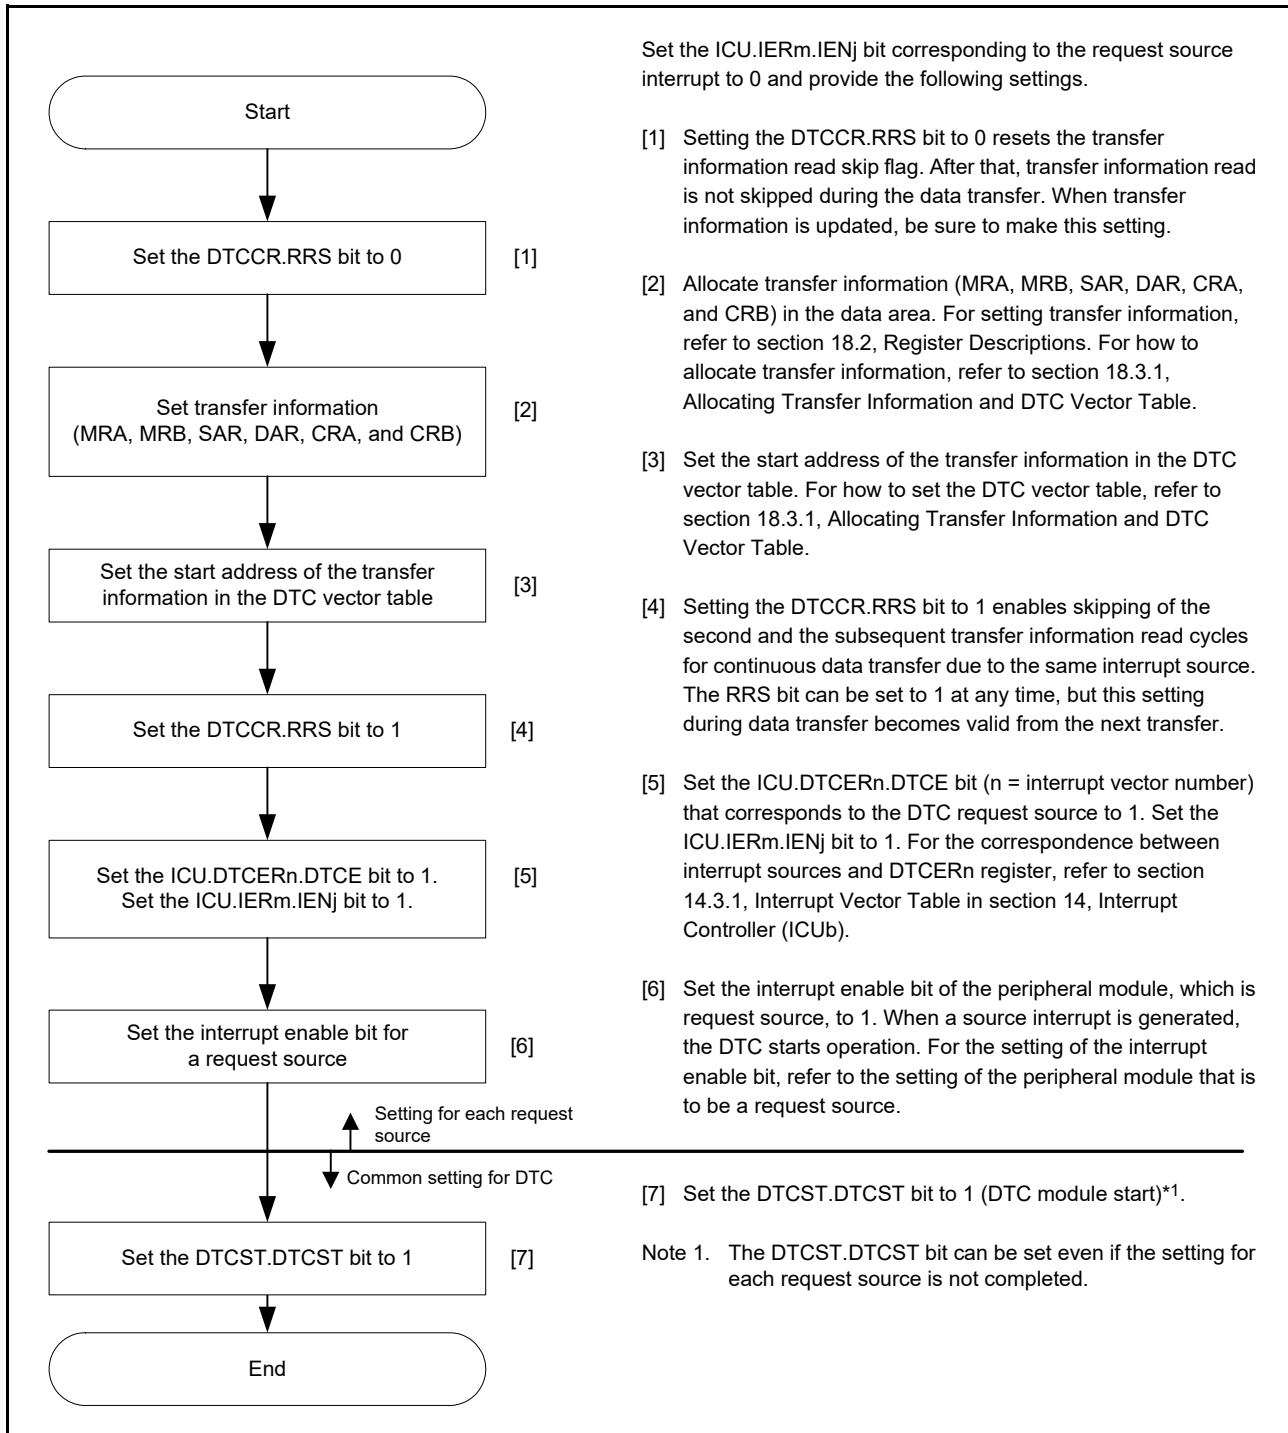 Start
Set the DTCCR.RRS bit to 0
[1]
Set transfer information
(MRA, MRB, SAR, DAR, CRA, and CRB)
[2]
Set the start address of the transfer
information in the DTC vector table
[3]
Set the DTCCR.RRS bit to 1
[4]
Set the ICU.DTCERn.DTCE bit to 1.
Set the ICU.IERm.IENj bit to 1.
[5]
Set the interrupt enable bit for
a request source
[6]
Setting for each request
source
Common setting for DTC
Set the DTCST.DTCST bit to 1
[7]
End
Set the ICU.IERm.IENj bit corresponding to the request source
interrupt to 0 and provide the following settings.
[1] Setting the DTCCR.RRS bit to 0 resets the transfer
information read skip flag. After that, transfer information read
is not skipped during the data transfer. When transfer
information is updated, be sure to make this setting.
[2] Allocate transfer information (MRA, MRB, SAR, DAR, CRA,
and CRB) in the data area. For setting transfer information,
refer to section 18.2, Register Descriptions. For how to
allocate transfer information, refer to section 18.3.1,
Allocating Transfer Information and DTC Vector Table.
[3] Set the start address of the transfer information in the DTC
vector table. For how to set the DTC vector table, refer to
section 18.3.1, Allocating Transfer Information and DTC
Vector Table.
[4] Setting the DTCCR.RRS bit to 1 enables skipping of the
second and the subsequent transfer information read cycles
for continuous data transfer due to the same interrupt source.
The RRS bit can be set to 1 at any time, but this setting
during data transfer becomes valid from the next transfer.
[5] Set the ICU.DTCERn.DTCE bit (n = interrupt vector number)
that corresponds to the DTC request source to 1. Set the
ICU.IERm.IENj bit to 1. For the correspondence between
interrupt sources and DTCERn register, refer to section
14.3.1, Interrupt Vector Table in section 14, Interrupt
Controller (ICUb).
[6] Set the interrupt enable bit of the peripheral module, which is
request source, to 1. When a source interrupt is generated,
the DTC starts operation. For the setting of the interrupt
enable bit, refer to the setting of the peripheral module that is
to be a request source.
[7] Set the DTCST.DTCST bit to 1 (DTC module start)*1.
Note 1. The DTCST.DTCST bit can be set even if the setting for
each request source is not completed.